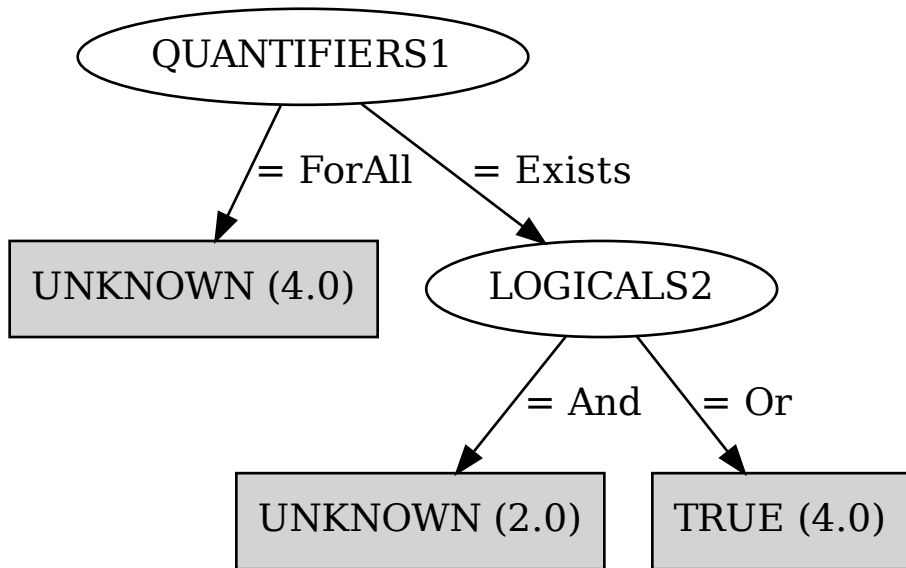 QUANTIFIERS1
= ForAll
= Exists
UNKNOWN (4.0)
LOGICALS2
= And
= Or
UNKNOWN (2.0)
TRUE (4.0)